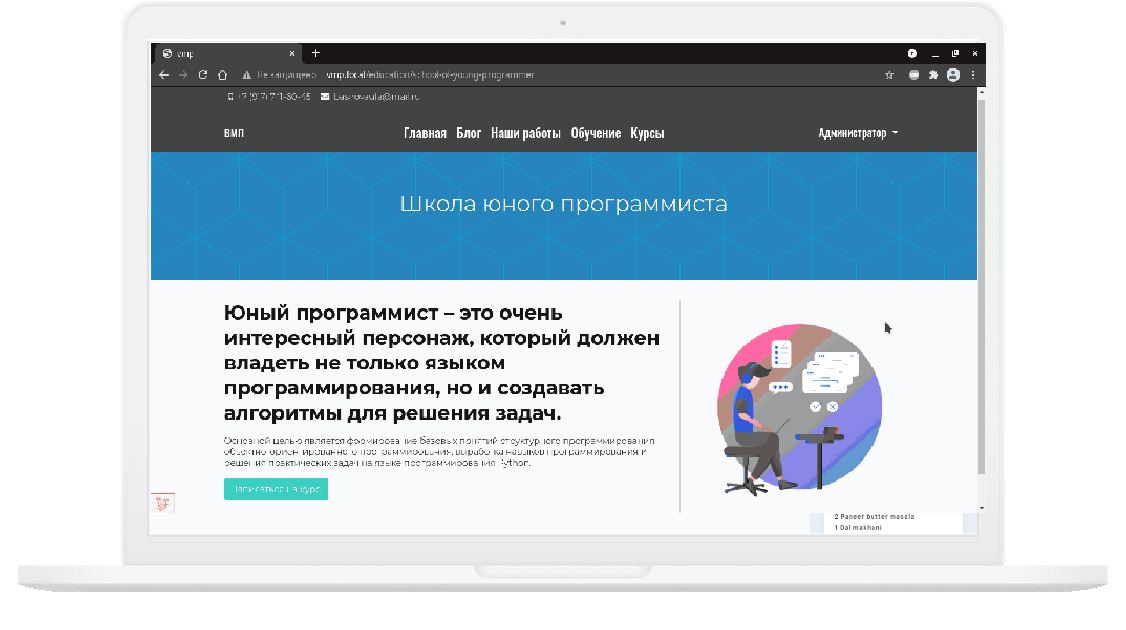 vmp
Не защищено vmp.local/education/school-of-young-programmer
+7 (917) 711-60-45 @mail.ru
ВМП Главная Блог Наши работы Обучение Курсы Администратор
Школа юного программиста
Юный программист – это очень
интересный персонаж, который должен
владеть не только языком
программирования, но и создавать
алгоритмы для решения задач.
Основной целью является формирование базовых понятий структурного программирования,
объектно-ориентированного программирования, выработка навыков программирования и
решения практических задач на языке программирования Python.
Записаться на курс
2 Paneer butter masala
1 Dal makhani